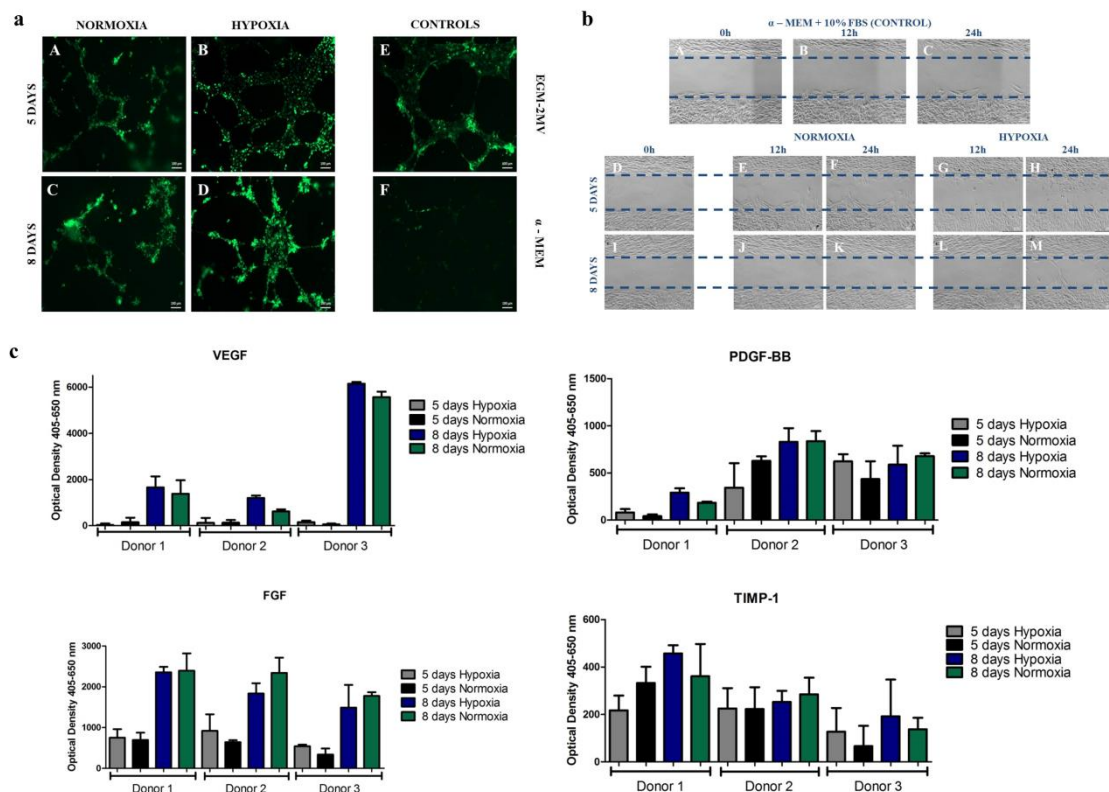 a
NORMOXIA HYPOXIA CONTROLS
5 DAYS
A B E
EGM-2MV
8 DAYS
C D F
α - MEM
b
α – MEM + 10% FBS (CONTROL)
0h 12h 24h
A B C
NORMOXIA HYPOXIA
0h 12h 24h 12h 24h
5 DAYS
D E F G H
8 DAYS
I J K L M
c
VEGF
Optical Density 405-650 nm
6000
4000
2000
0
5 days Hypoxia
5 days Normoxia
8 days Hypoxia
8 days Normoxia
Donor 1 Donor 2 Donor 3
PDGF-BB
Optical Density 405-650 nm
1500
1000
500
0
5 days Hypoxia
5 days Normoxia
8 days Hypoxia
8 days Normoxia
Donor 1 Donor 2 Donor 3
FGF
Optical Density 405-650 nm
3000
2000
1000
0
5 days Hypoxia
5 days Normoxia
8 days Hypoxia
8 days Normoxia
Donor 1 Donor 2 Donor 3
TIMP-1
Optical Density 405-650 nm
600
400
200
0
5 days Hypoxia
5 days Normoxia
8 days Hypoxia
8 days Normoxia
Donor 1 Donor 2 Donor 3